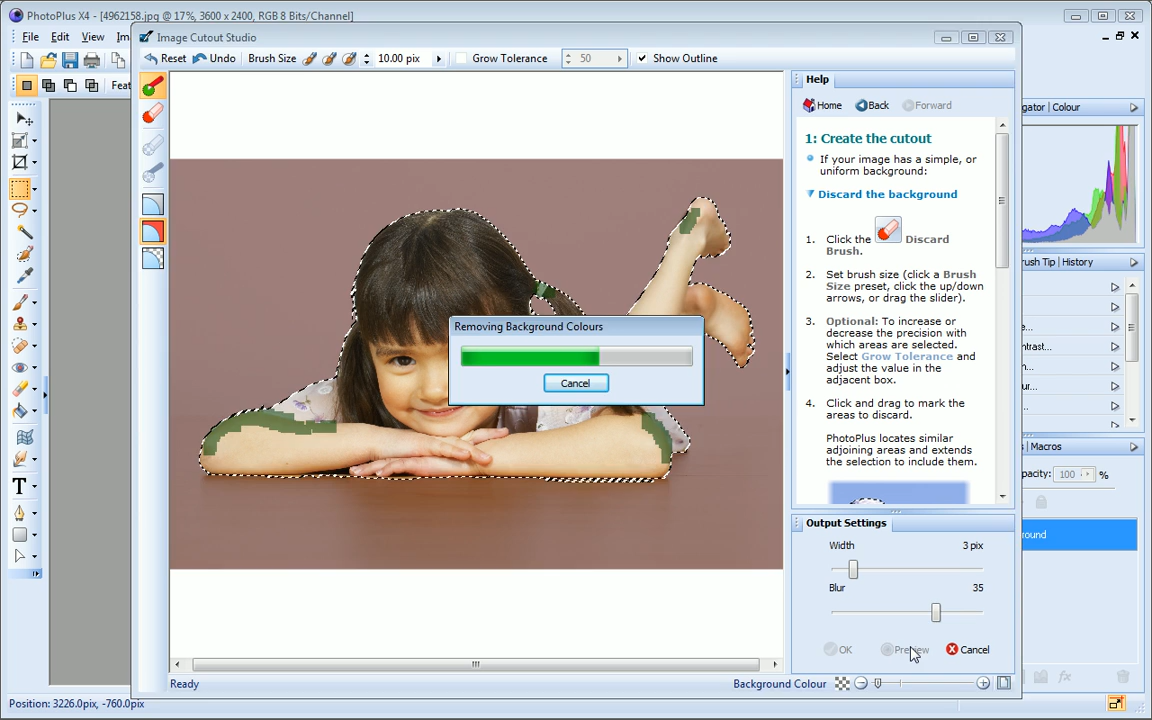 PhotoPlus X4 - [4962158.jpg @ 17%, 3600 x 2400, RGB 8 Bits/Channel]
File Edit View Im
Image Cutout Studio
Reset Undo Brush Size 10.00 pix Grow Tolerance 50 Show Outline
Feat
Help
Home Back Forward
1: Create the cutout
If your image has a simple, or
uniform background:
Discard the background
1. Click the Discard
Brush.
2. Set brush size (click a Brush
Size preset, click the up/down
arrows, or drag the slider).
3. Optional: To increase or
decrease the precision with
which areas are selected.
Select Grow Tolerance and
adjust the value in the
adjacent box.
4. Click and drag to mark the
areas to discard.
PhotoPlus locates similar
adjoining areas and extends
the selection to include them.
Removing Background Colours
Cancel
Output Settings
Width 3 pix
Blur 35
OK Preview Cancel
Ready
Background Colour
Position: 3226.0pix, -760.0pix
gator | Colour
rush Tip | History
e...
ontrast...
r...
ur...
...
s | Macros
pacity: 100 %
round
T